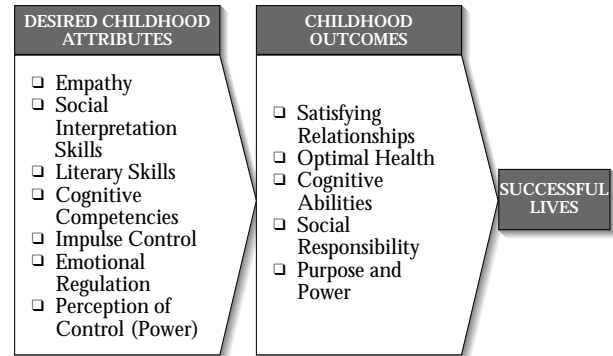 DESIRED CHILDHOOD
ATTRIBUTES
❑ Empathy
❑ Social
Interpretation
Skills
❑ Literary Skills
❑ Cognitive
Competencies
❑ Impulse Control
❑ Emotional
Regulation
❑ Perception of
Control (Power)
CHILDHOOD
OUTCOMES
❑ Satisfying
Relationships
❑ Optimal Health
❑ Cognitive
Abilities
❑ Social
Responsibility
❑ Purpose and
Power
SUCCESSFUL
LIVES